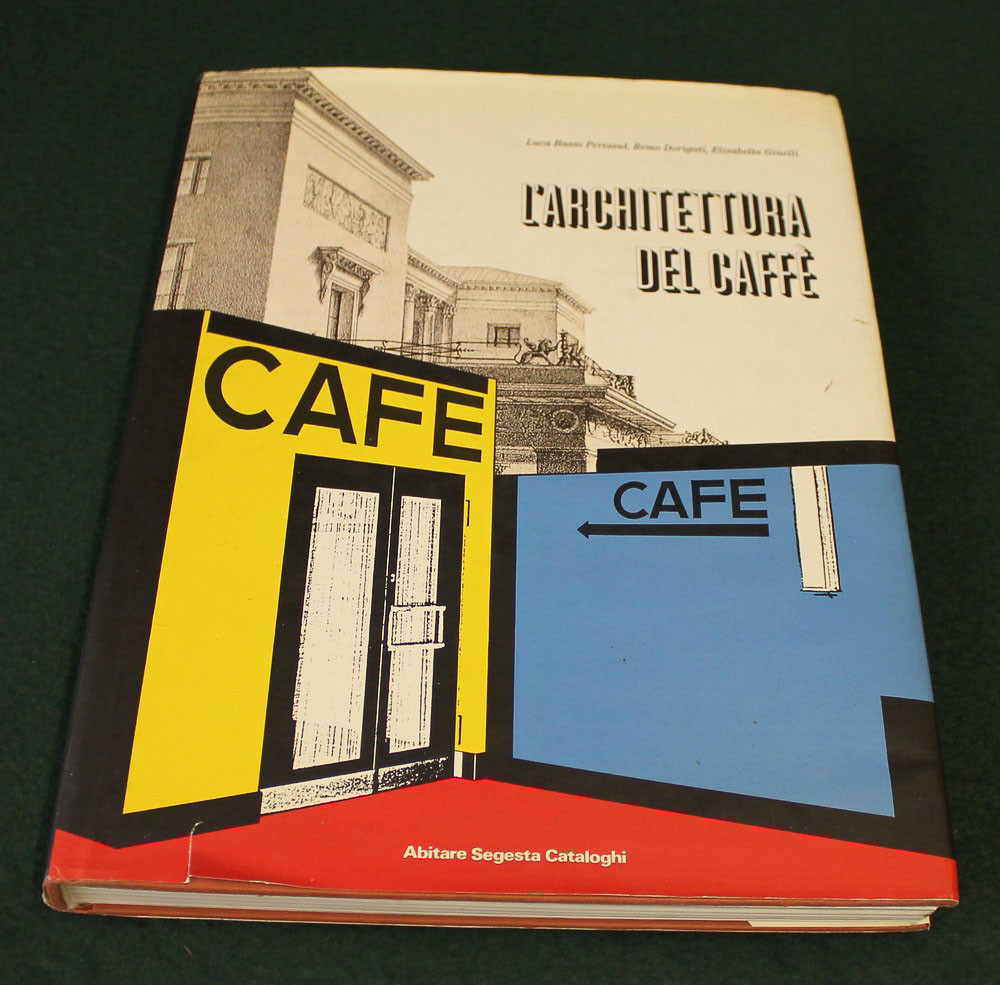 Luca Basso Peressut, Remo Dorigati, Elisabetta Ginelli
L'ARCHITETTURA
DEL CAFFÈ
CAFE
CAFE
Abitare Segesta Cataloghi